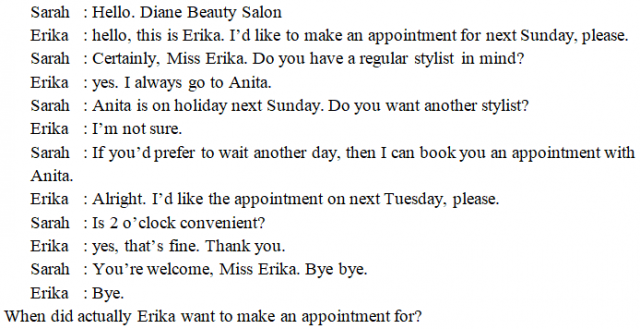 Sarah : Hello. Diane Beauty Salon
Erika : hello, this is Erika. I’d like to make an appointment for next Sunday, please.
Sarah : Certainly, Miss Erika. Do you have a regular stylist in mind?
Erika : yes. I always go to Anita.
Sarah : Anita is on holiday next Sunday. Do you want another stylist?
Erika : I’m not sure.
Sarah : If you’d prefer to wait another day, then I can book you an appointment with
Anita.
Erika : Alright. I’d like the appointment on next Tuesday, please.
Sarah : Is 2 o’clock convenient?
Erika : yes, that’s fine. Thank you.
Sarah : You’re welcome, Miss Erika. Bye bye.
Erika : Bye.
When did actually Erika want to make an appointment for?